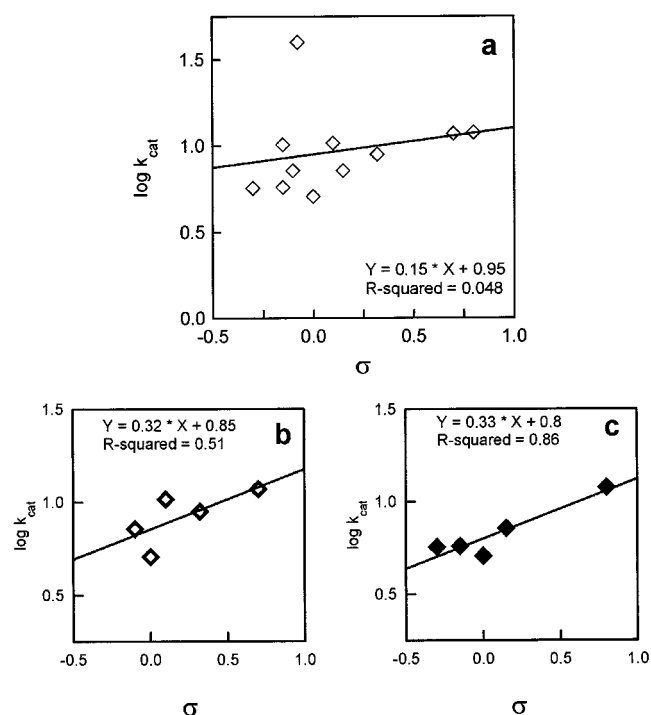 a
1.5
1.0
0.5
0.0
log k_cat
Y = 0.15 * X + 0.95
R-squared = 0.048
-0.5
0.0
0.5
1.0
σ
b
1.5
1.0
0.5
log k_cat
Y = 0.32 * X + 0.85
R-squared = 0.51
-0.5
0.0
0.5
1.0
σ
c
1.5
1.0
0.5
log k_cat
Y = 0.33 * X + 0.8
R-squared = 0.86
-0.5
0.0
0.5
1.0
σ